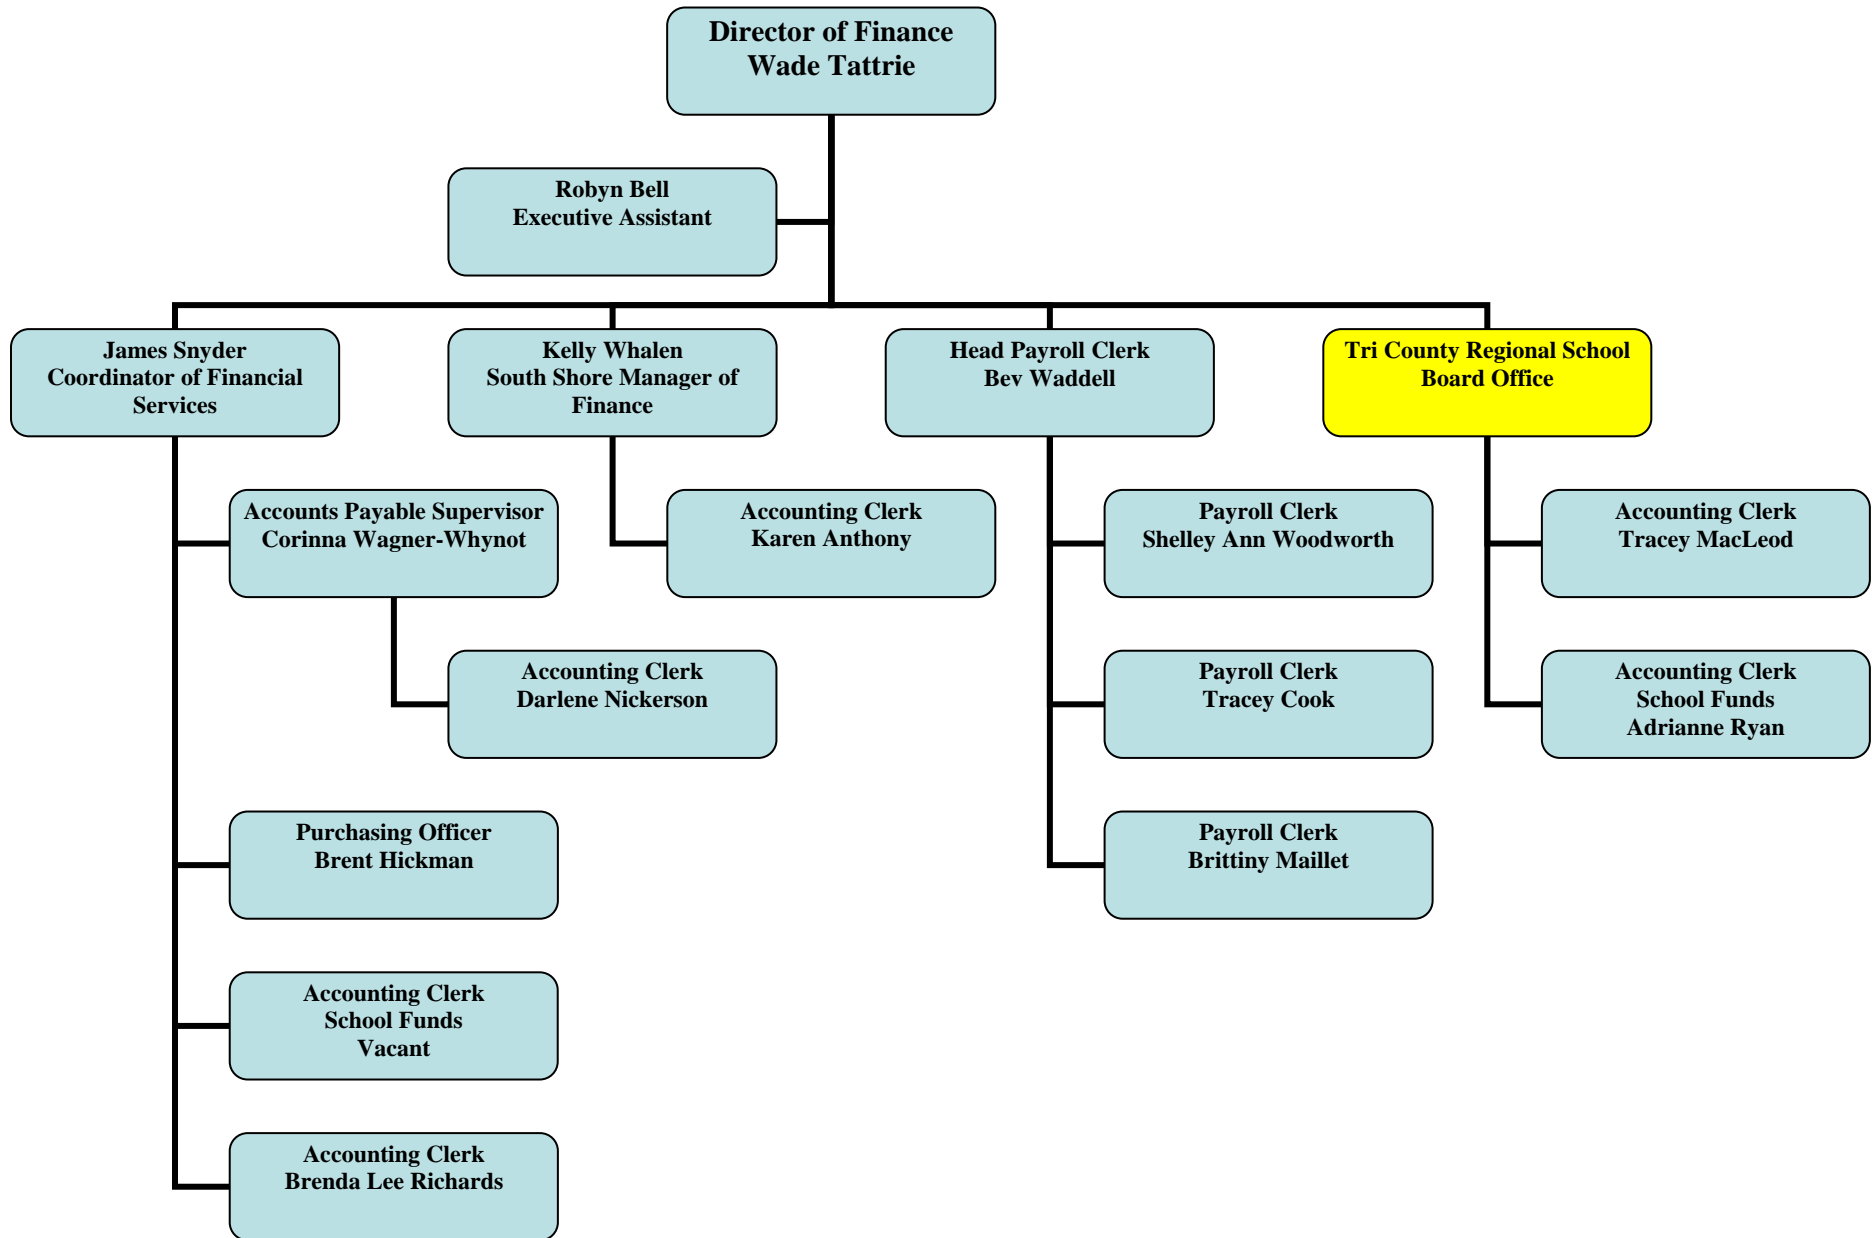 Director of Finance
Wade Tattrie
Robyn Bell
Executive Assistant
James Snyder
Coordinator of Financial
Services
Kelly Whalen
South Shore Manager of
Finance
Head Payroll Clerk
Bev Waddell
Tri County Regional School
Board Office
Accounts Payable Supervisor
Corinna Wagner-Whynot
Accounting Clerk
Karen Anthony
Payroll Clerk
Shelley Ann Woodworth
Accounting Clerk
Tracey MacLeod
Accounting Clerk
Darlene Nickerson
Payroll Clerk
Tracey Cook
Accounting Clerk
School Funds
Adrianne Ryan
Purchasing Officer
Brent Hickman
Payroll Clerk
Brittiny Maillet
Accounting Clerk
School Funds
Vacant
Accounting Clerk
Brenda Lee Richards